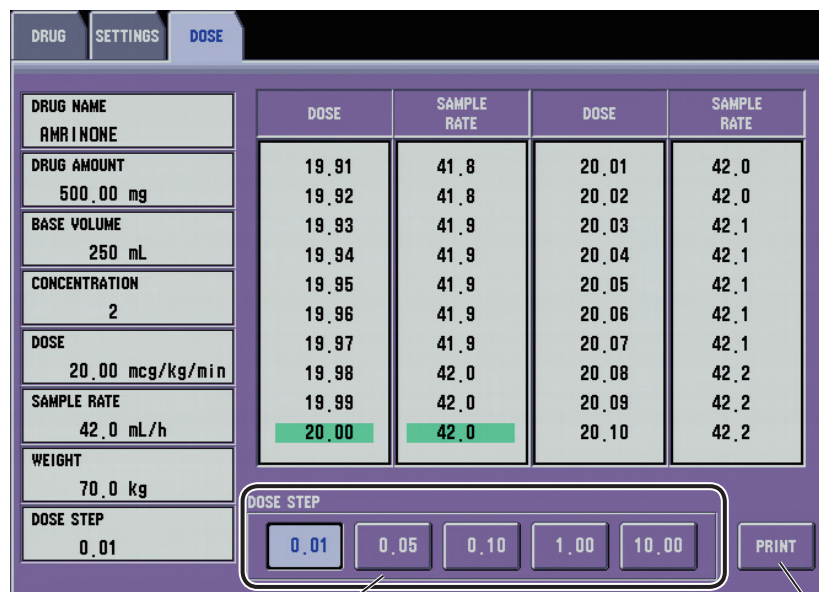 DRUG SETTINGS DOSE
DRUG NAME
AMRINONE
DRUG AMOUNT
500.00 mg
BASE VOLUME
250 mL
CONCENTRATION
2
DOSE
20.00 mcg/kg/min
SAMPLE RATE
42.0 mL/h
WEIGHT
70.0 kg
DOSE STEP
0.01
DOSE SAMPLE RATE DOSE SAMPLE RATE
19.91 41.8 20.01 42.0
19.92 41.8 20.02 42.0
19.93 41.9 20.03 42.1
19.94 41.9 20.04 42.1
19.95 41.9 20.05 42.1
19.96 41.9 20.06 42.1
19.97 41.9 20.07 42.1
19.98 42.0 20.08 42.2
19.99 42.0 20.09 42.2
20.00 42.0 20.10 42.2
DOSE STEP
0.01 0.05 0.10 1.00 10.00 PRINT